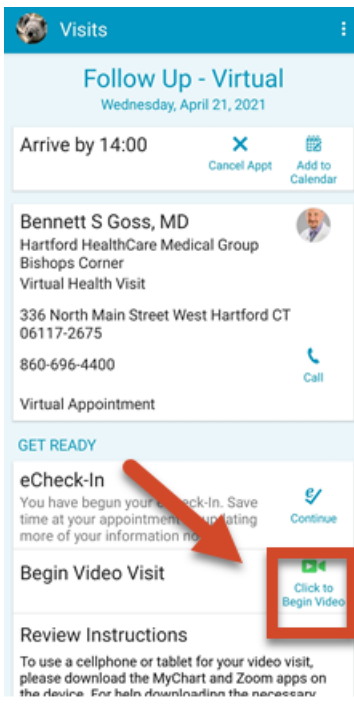 Visits
Follow Up - Virtual
Wednesday, April 21, 2021
Arrive by 14:00
Cancel Appt
Add to
Calendar
Bennett S Goss, MD
Hartford HealthCare Medical Group
Bishops Corner
Virtual Health Visit
336 North Main Street West Hartford CT
06117-2675
860-696-4400
Call
Virtual Appointment
GET READY
eCheck-In
You have begun your eCheck-In. Save
time at your appointment updating
more of your information
Continue
Begin Video Visit
Click to
Begin Video
Review Instructions
To use a cellphone or tablet for your video visit,
please download the MyChart and Zoom apps on
the device. For help downloading the necessary